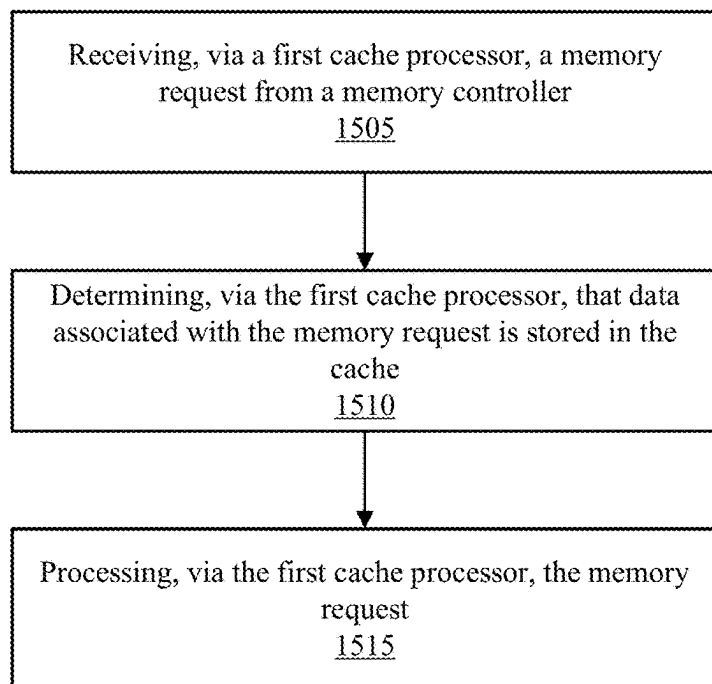 Receiving, via a first cache processor, a memory
request from a memory controller
1505
Determining, via the first cache processor, that data
associated with the memory request is stored in the
cache
1510
Processing, via the first cache processor, the memory
request
1515